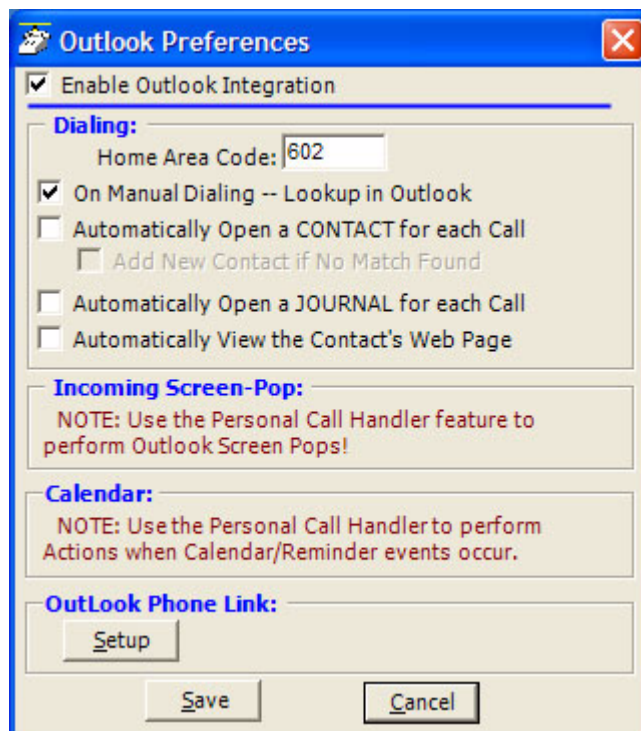 Outlook Preferences
Enable Outlook Integration
Dialing:
Home Area Code: 602
On Manual Dialing -- Lookup in Outlook
Automatically Open a CONTACT for each Call
Add New Contact if No Match Found
Automatically Open a JOURNAL for each Call
Automatically View the Contact's Web Page
Incoming Screen-Pop:
NOTE: Use the Personal Call Handler feature to
perform Outlook Screen Pops!
Calendar:
NOTE: Use the Personal Call Handler to perform
Actions when Calendar/Reminder events occur.
OutLook Phone Link:
Setup
Save Cancel